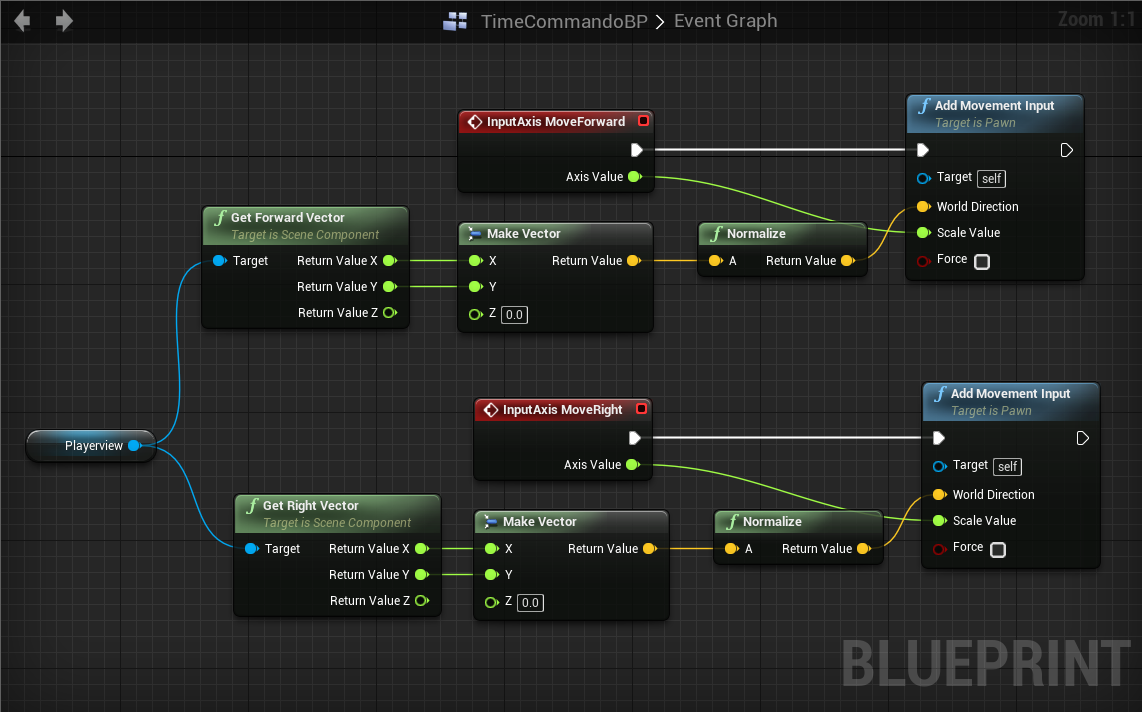 TimeCommandoBP > Event Graph
Zoom 1:1
InputAxis MoveForward
Axis Value
Add Movement Input
Target is Pawn
Target self
World Direction
Scale Value
Force
Get Forward Vector
Target is Scene Component
Target Return Value X
Return Value Y
Return Value Z
Make Vector
X Return Value
Y
Z 0.0
f Normalize
A Return Value
Playerview
InputAxis MoveRight
Axis Value
Add Movement Input
Target is Pawn
Target self
World Direction
Scale Value
Force
Get Right Vector
Target is Scene Component
Target Return Value X
Return Value Y
Return Value Z
Make Vector
X Return Value
Y
Z 0.0
f Normalize
A Return Value
BLUEPRINT